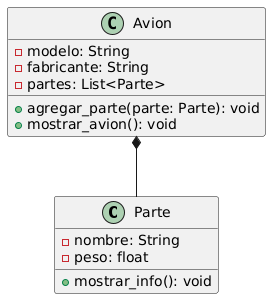 C Avion
modelo: String
fabricante: String
partes: List<Parte>
agregar_parte(parte: Parte): void
mostrar_avion(): void
C Parte
nombre: String
peso: float
mostrar_info(): void